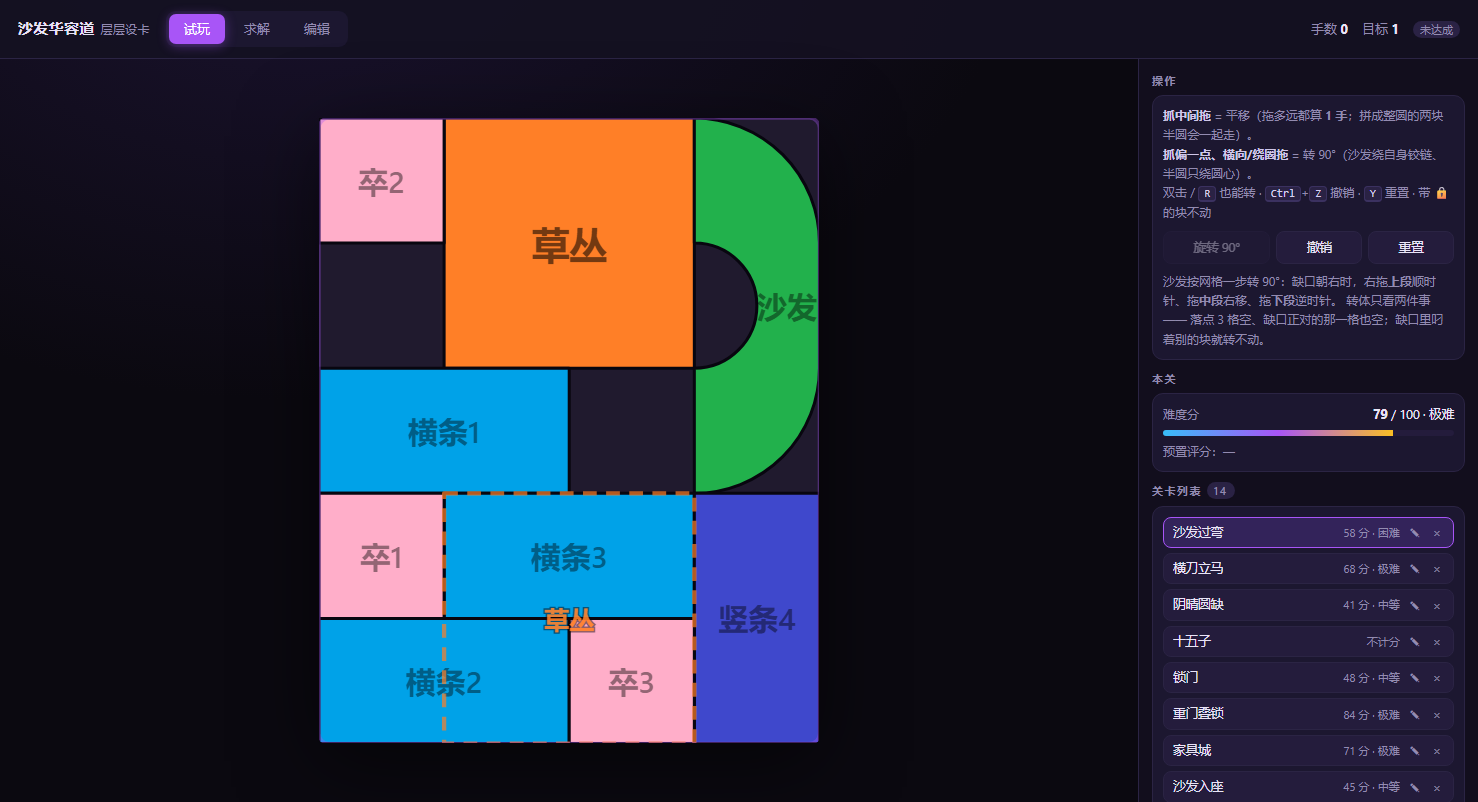 沙发华容道 层层设卡 试玩 求解 编辑 手数 0 目标 1 未达成
卒2
草丛
沙发
横条1
卒1
横条3
草丛
竖条4
横条2
卒3
操作
抓中间拖 = 平移（拖多远都算 1 手；拼成整圆的两块
半圆会一起走）。
抓偏一点、横向/绕圆拖 = 转 90°（沙发绕自身铰链、
半圆只绕圆心）。
双击 / R 也能转 · Ctrl + Z 撤销 · Y 重置 · 带 🔒
的块不动
旋转 90° 撤销 重置
沙发按网格一步转 90°：缺口朝右时，右拖上段顺时
针、拖中段右移、拖下段逆时针。 转体只看两件事
—— 落点 3 格空、缺口正对的那一格也空；缺口里叼
着别的块就转不动。
本关
难度分 79 / 100 · 极难
预置评分：—
关卡列表 14
沙发过弯 58 分 · 困难
横刀立马 68 分 · 极难
阴晴圆缺 41 分 · 中等
十五子 不计分
锁门 48 分 · 中等
重门叠锁 84 分 · 极难
家具城 71 分 · 极难
沙发入座 45 分 · 中等